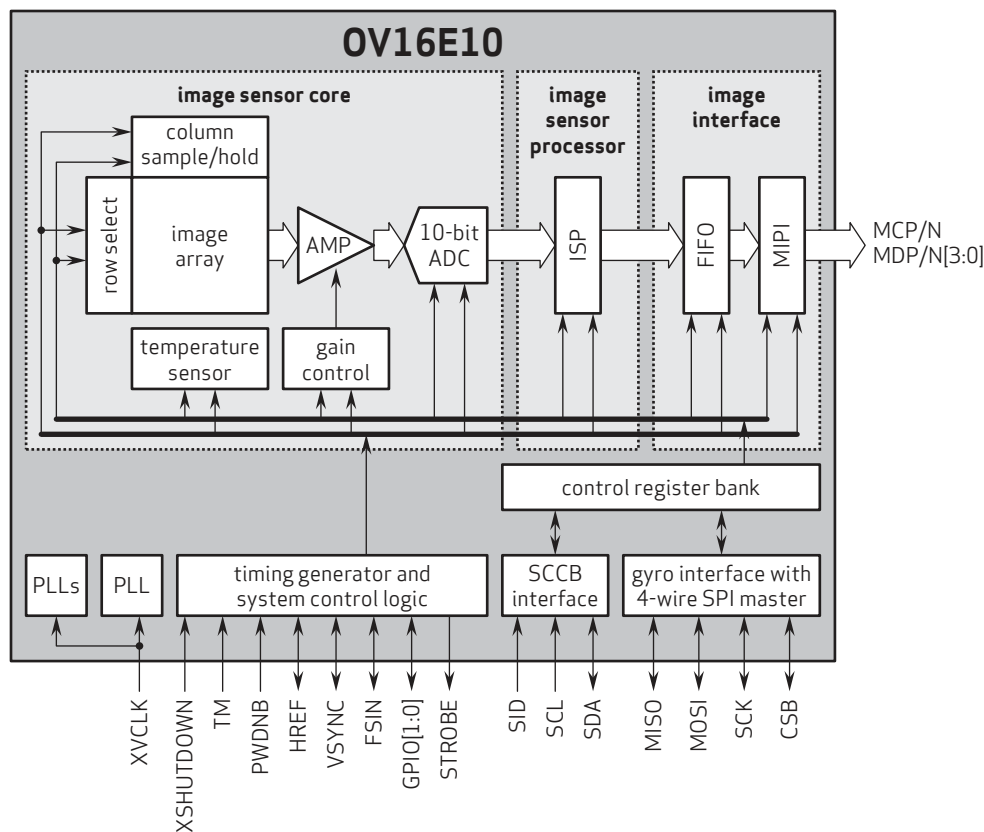 OV16E10
image sensor core
image
sensor
processor
image
interface
column
sample/hold
row select
image
array
AMP
10-bit
ADC
ISP
FIFO
MIPI
MCP/N
MDP/N[3:0]
temperature
sensor
gain
control
control register bank
PLLs
PLL
timing generator and
system control logic
SCCB
interface
gyro interface with
4-wire SPI master
XVCLK
XSHUTDOWN
TM
PWDNB
HREF
VSYNC
FSIN
GPIO[1:0]
STROBE
SID
SCL
SDA
MISO
MOSI
SCK
CSB